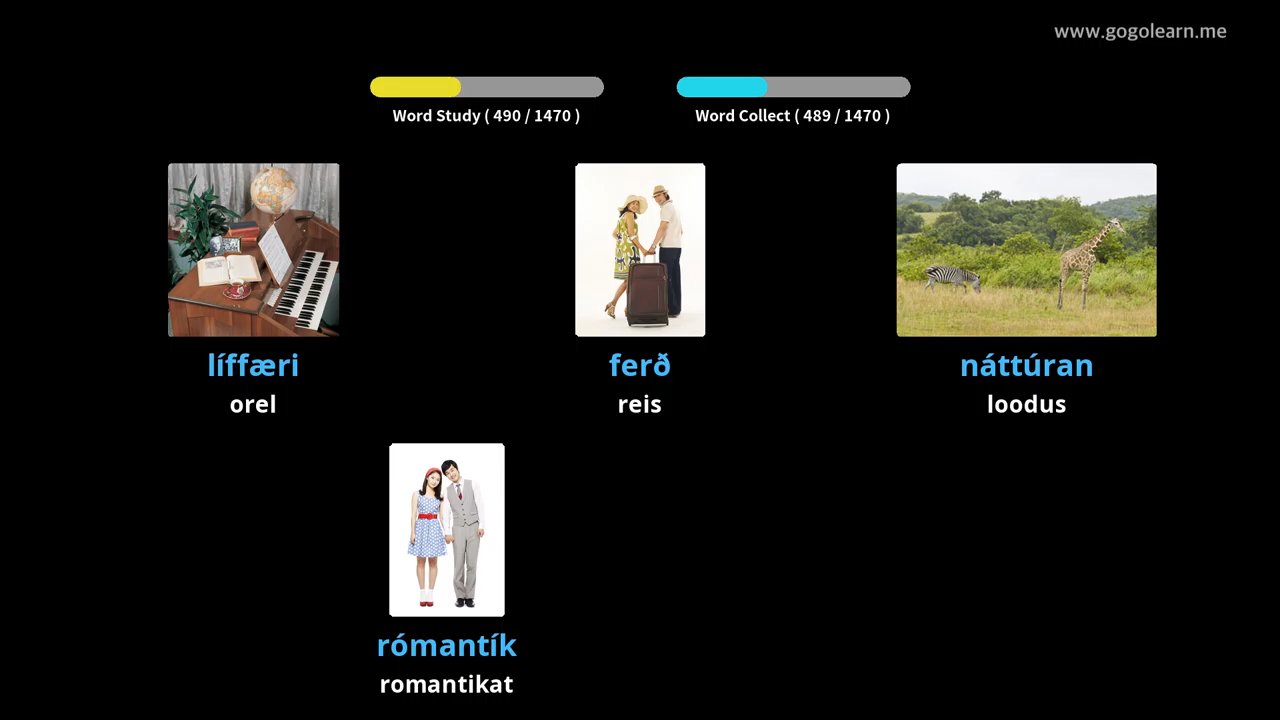 www.gogolearn.me
Word Study ( 490 / 1470 )
Word Collect ( 489 / 1470 )
líffæri
orel
ferð
reis
náttúran
loodus
rómantík
romantikat